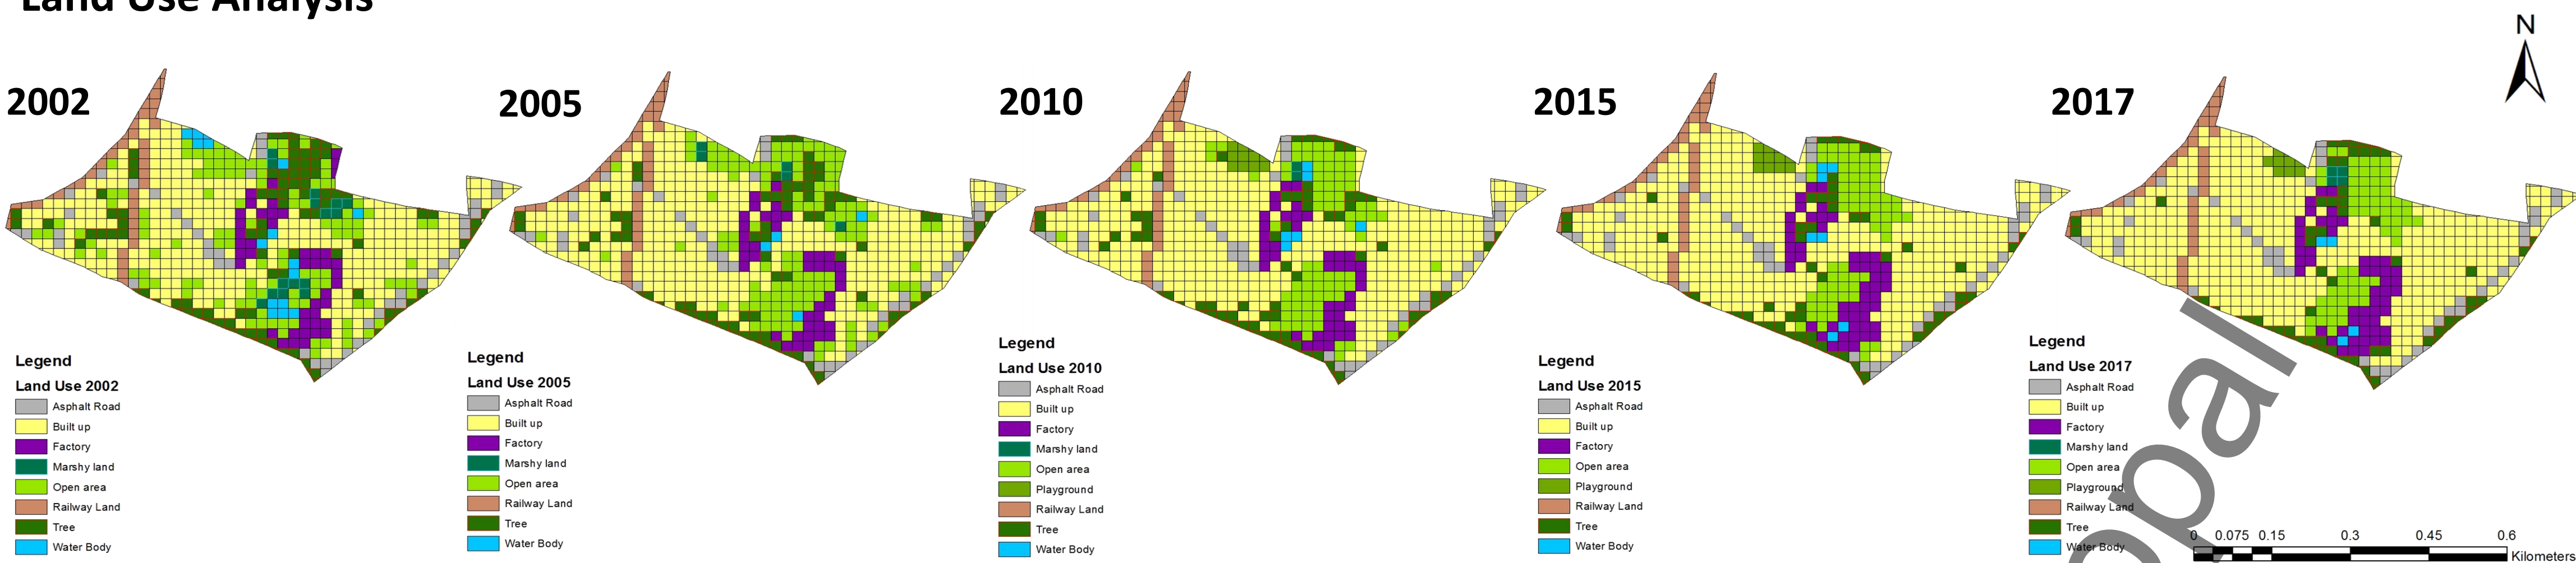 Land Use Analysis
N
2002
2005
2010
2015
2017
Legend
Land Use 2002
Asphalt Road
Built up
Factory
Marshy land
Open area
Railway Land
Tree
Water Body
Legend
Land Use 2005
Asphalt Road
Built up
Factory
Marshy land
Open area
Railway Land
Tree
Water Body
Legend
Land Use 2010
Asphalt Road
Built up
Factory
Marshy land
Open area
Playground
Railway Land
Tree
Water Body
Legend
Land Use 2015
Asphalt Road
Built up
Factory
Open area
Playground
Railway Land
Tree
Water Body
Legend
Land Use 2017
Asphalt Road
Built up
Factory
Marshy land
Open area
Playground
Railway Land
Tree
Water Body
0 0.075 0.15 0.3 0.45 0.6
Kilometers